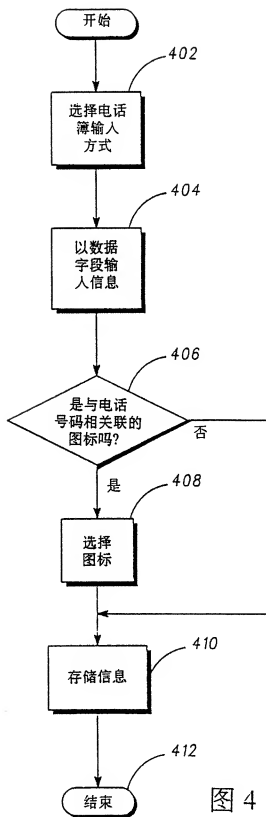 开始
402
选择电话
簿输入
方式
404
以数据
字段输
人信息
406
是与电话
号码相关联的
图标吗?
否
是
408
选择
图标
410
存储信息
412
结束
图4